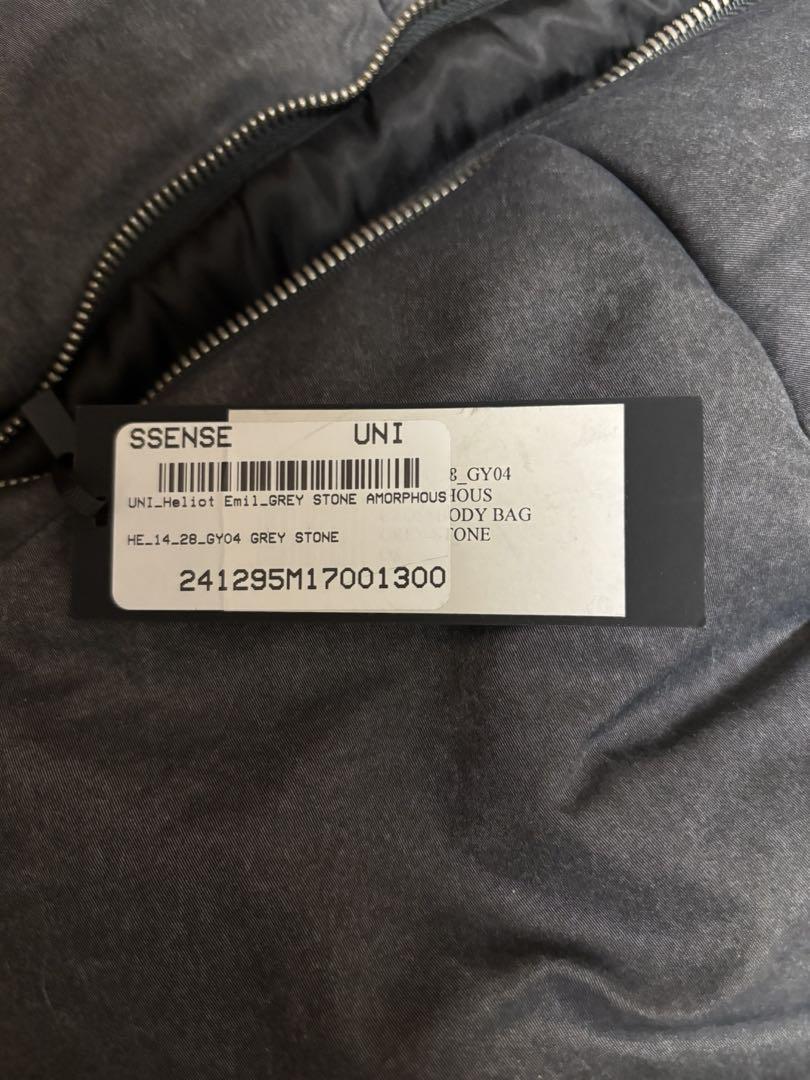 SSENSE UNI
UNI_Heliot Emil_GREY STONE AMORPHOUS
HE_14_28_GY04 GREY STONE
241295M17001300
8_GY04
HOUS
ODY BAG
TONE